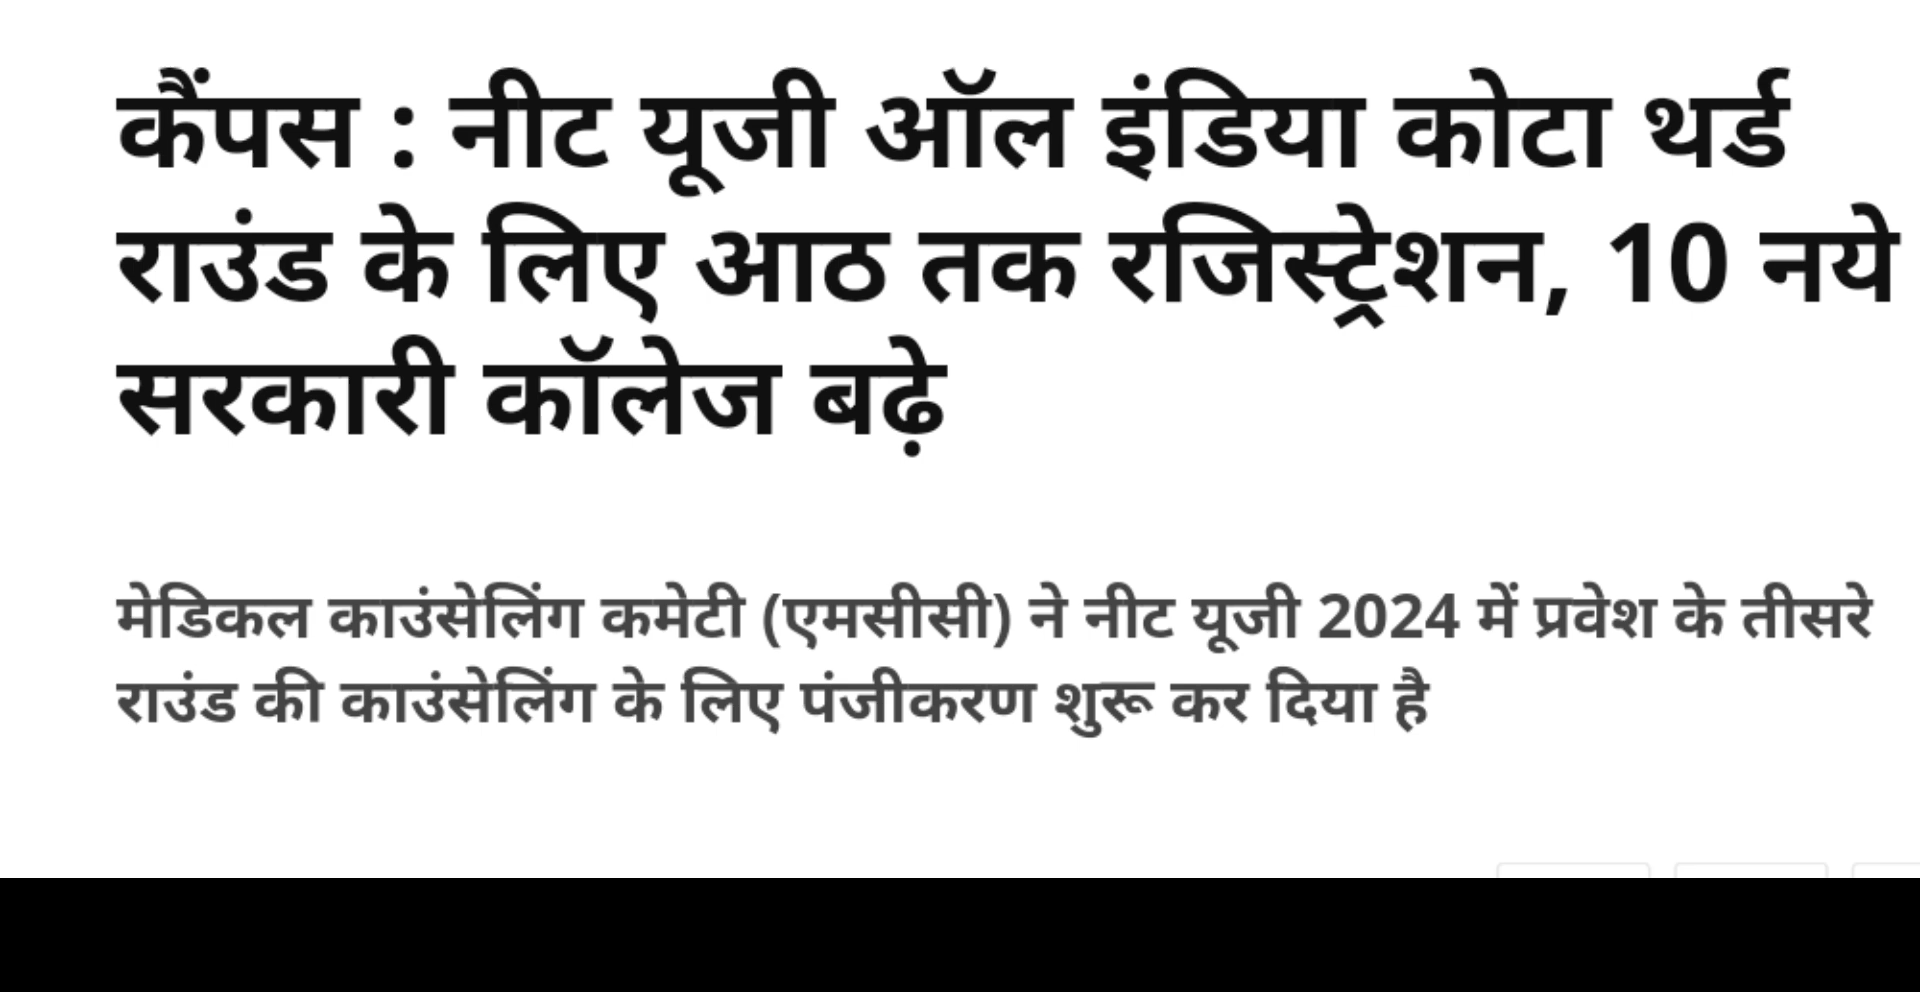 कैंपस : नीट यूजी ऑल इंडिया कोटा थर्ड
राउंड के लिए आठ तक रजिस्ट्रेशन, 10 नये
सरकारी कॉलेज बढ़े
मेडिकल काउंसेलिंग कमेटी (एमसीसी) ने नीट यूजी 2024 में प्रवेश के तीसरे
राउंड की काउंसेलिंग के लिए पंजीकरण शुरू कर दिया है